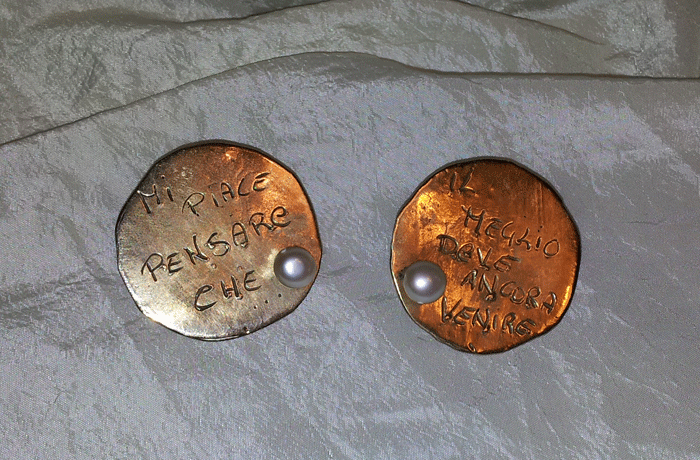 MI PIACE
PENSARE
CHE...
IL
MEGLIO
DEVE
ANCORA
VENIRE